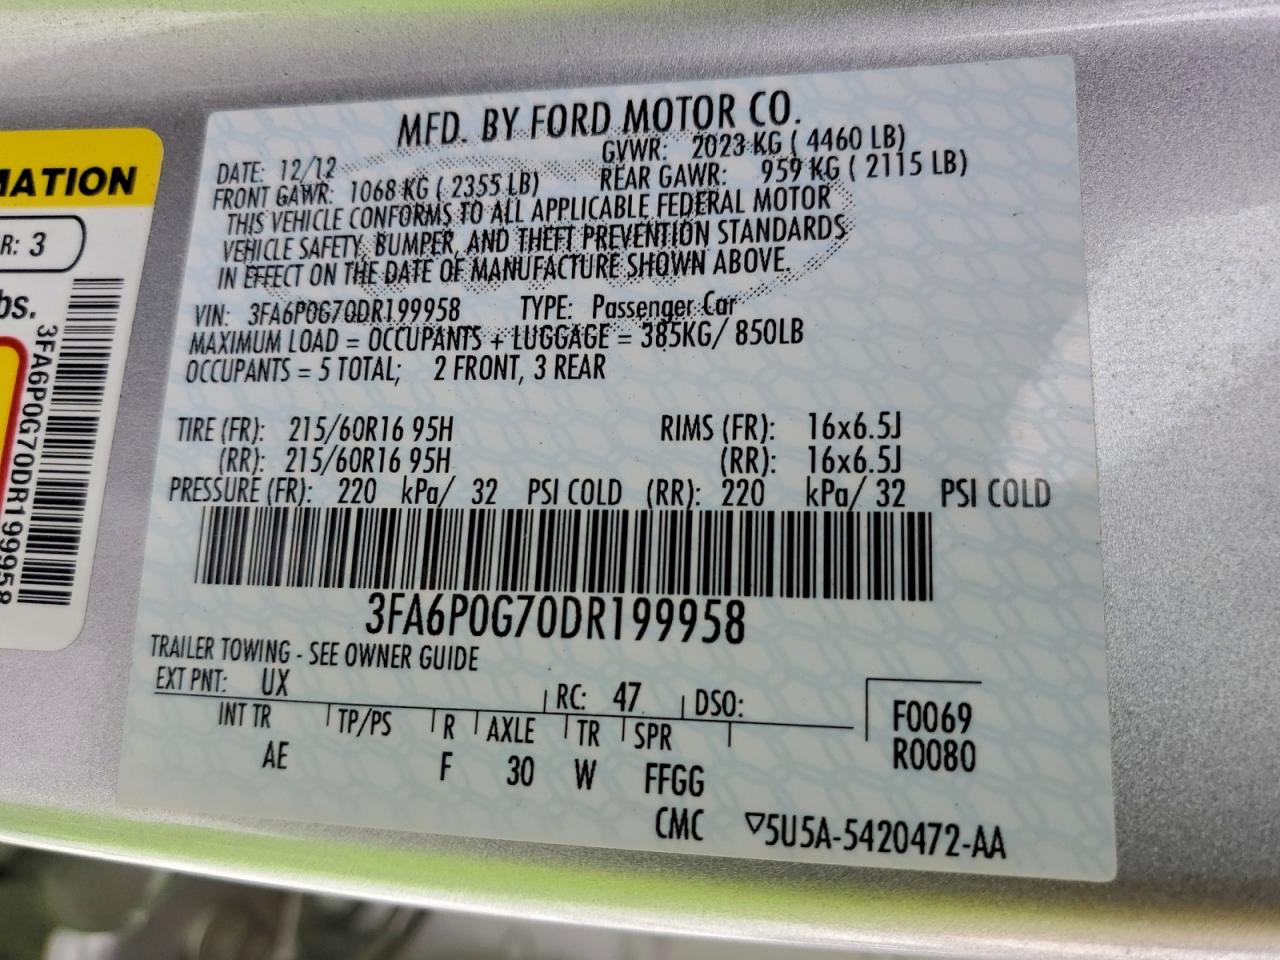 MATION
R: 3
bs.
3FA6P0G70DR199958
MFD. BY FORD MOTOR CO.
DATE: 12/12 GVWR: 2023 KG ( 4460 LB)
FRONT GAWR: 1068 KG ( 2355 LB) REAR GAWR: 959 KG ( 2115 LB)
THIS VEHICLE CONFORMS TO ALL APPLICABLE FEDERAL MOTOR
VEHICLE SAFETY, BUMPER, AND THEFT PREVENTION STANDARDS
IN EFFECT ON THE DATE OF MANUFACTURE SHOWN ABOVE.
VIN: 3FA6P0G70DR199958 TYPE: Passenger Car
MAXIMUM LOAD = OCCUPANTS + LUGGAGE = 385KG/ 850LB
OCCUPANTS = 5 TOTAL; 2 FRONT, 3 REAR
TIRE (FR): 215/60R16 95H RIMS (FR): 16x6.5J
(RR): 215/60R16 95H (RR): 16x6.5J
PRESSURE (FR): 220 kPa/ 32 PSI COLD (RR): 220 kPa/ 32 PSI COLD
3FA6P0G70DR199958
TRAILER TOWING - SEE OWNER GUIDE
EXT PNT: UX RC: 47 DSO:
INT TR TP/PS R AXLE TR SPR F0069
AE F 30 W FFGG R0080
CMC ▽5U5A-5420472-AA